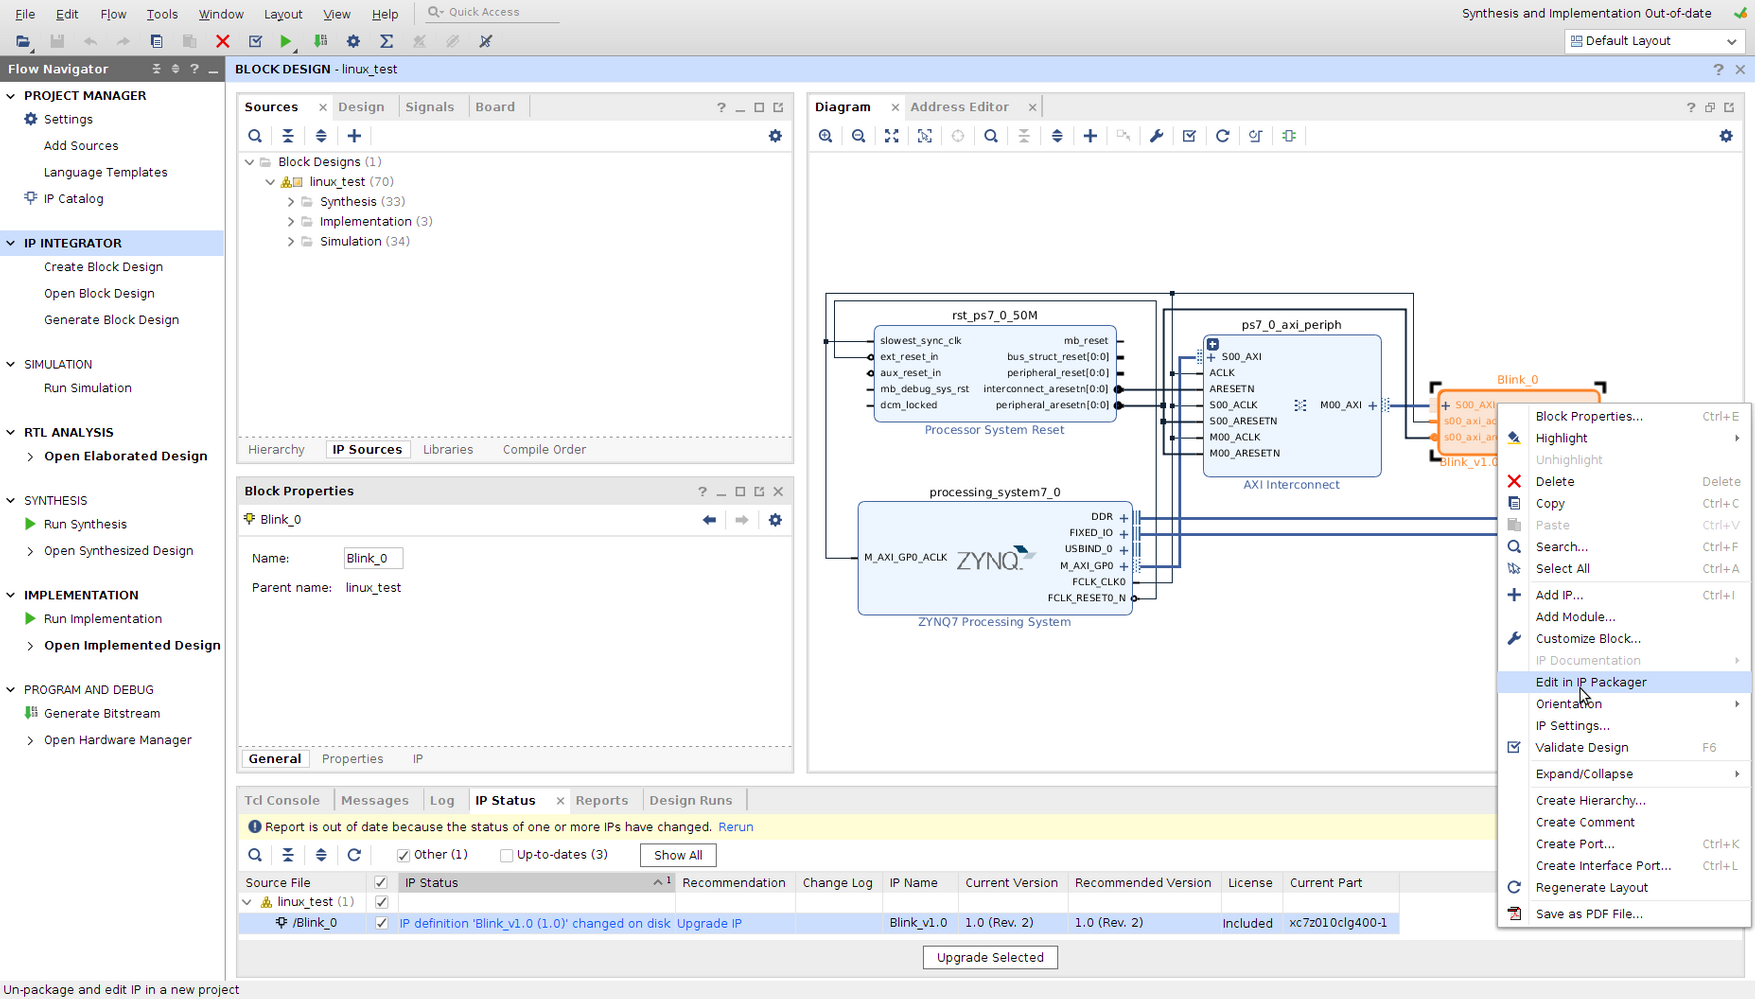 File Edit Flow Tools Window Layout View Help Quick Access Synthesis and Implementation Out-of-date
Default Layout
Flow Navigator
PROJECT MANAGER
Settings
Add Sources
Language Templates
IP Catalog
IP INTEGRATOR
Create Block Design
Open Block Design
Generate Block Design
SIMULATION
Run Simulation
RTL ANALYSIS
Open Elaborated Design
SYNTHESIS
Run Synthesis
Open Synthesized Design
IMPLEMENTATION
Run Implementation
Open Implemented Design
PROGRAM AND DEBUG
Generate Bitstream
Open Hardware Manager
BLOCK DESIGN - linux_test
Sources Design Signals Board
Block Designs (1)
linux_test (70)
Synthesis (33)
Implementation (3)
Simulation (34)
Hierarchy IP Sources Libraries Compile Order
Block Properties
Blink_0
Name: Blink_0
Parent name: linux_test
General Properties IP
Diagram Address Editor
rst_ps7_0_50M
slowest_sync_clk mb_reset
ext_reset_in bus_struct_reset[0:0]
aux_reset_in peripheral_reset[0:0]
mb_debug_sys_rst interconnect_aresetn[0:0]
dcm_locked peripheral_aresetn[0:0]
Processor System Reset
ps7_0_axi_periph
S00_AXI
ACLK
ARESETN
S00_ACLK M00_AXI
S00_ARESETN
M00_ACLK
M00_ARESETN
AXI Interconnect
Blink_0
S00_AXI
s00_axi_ac
s00_axi_are
Blink_v1.0
processing_system7_0
DDR
FIXED_IO
USBIND_0
M_AXI_GP0_ACLK ZYNQ M_AXI_GP0
FCLK_CLK0
FCLK_RESET0_N
ZYNQ7 Processing System
Block Properties... Ctrl+E
Highlight
Unhighlight
Delete Delete
Copy Ctrl+C
Paste Ctrl+V
Search... Ctrl+F
Select All Ctrl+A
Add IP... Ctrl+I
Add Module...
Customize Block...
IP Documentation
Edit in IP Packager
Orientation
IP Settings...
Validate Design F6
Expand/Collapse
Create Hierarchy...
Create Comment
Create Port... Ctrl+K
Create Interface Port... Ctrl+L
Regenerate Layout
Save as PDF File...
Tcl Console Messages Log IP Status Reports Design Runs
Report is out of date because the status of one or more IPs have changed. Rerun
Other (1) Up-to-dates (3) Show All
Source File IP Status 1 Recommendation Change Log IP Name Current Version Recommended Version License Current Part
linux_test (1)
/Blink_0 IP definition 'Blink_v1.0 (1.0)' changed on disk Upgrade IP Blink_v1.0 1.0 (Rev. 2) 1.0 (Rev. 2) Included xc7z010clg400-1
Upgrade Selected
Un-package and edit IP in a new project